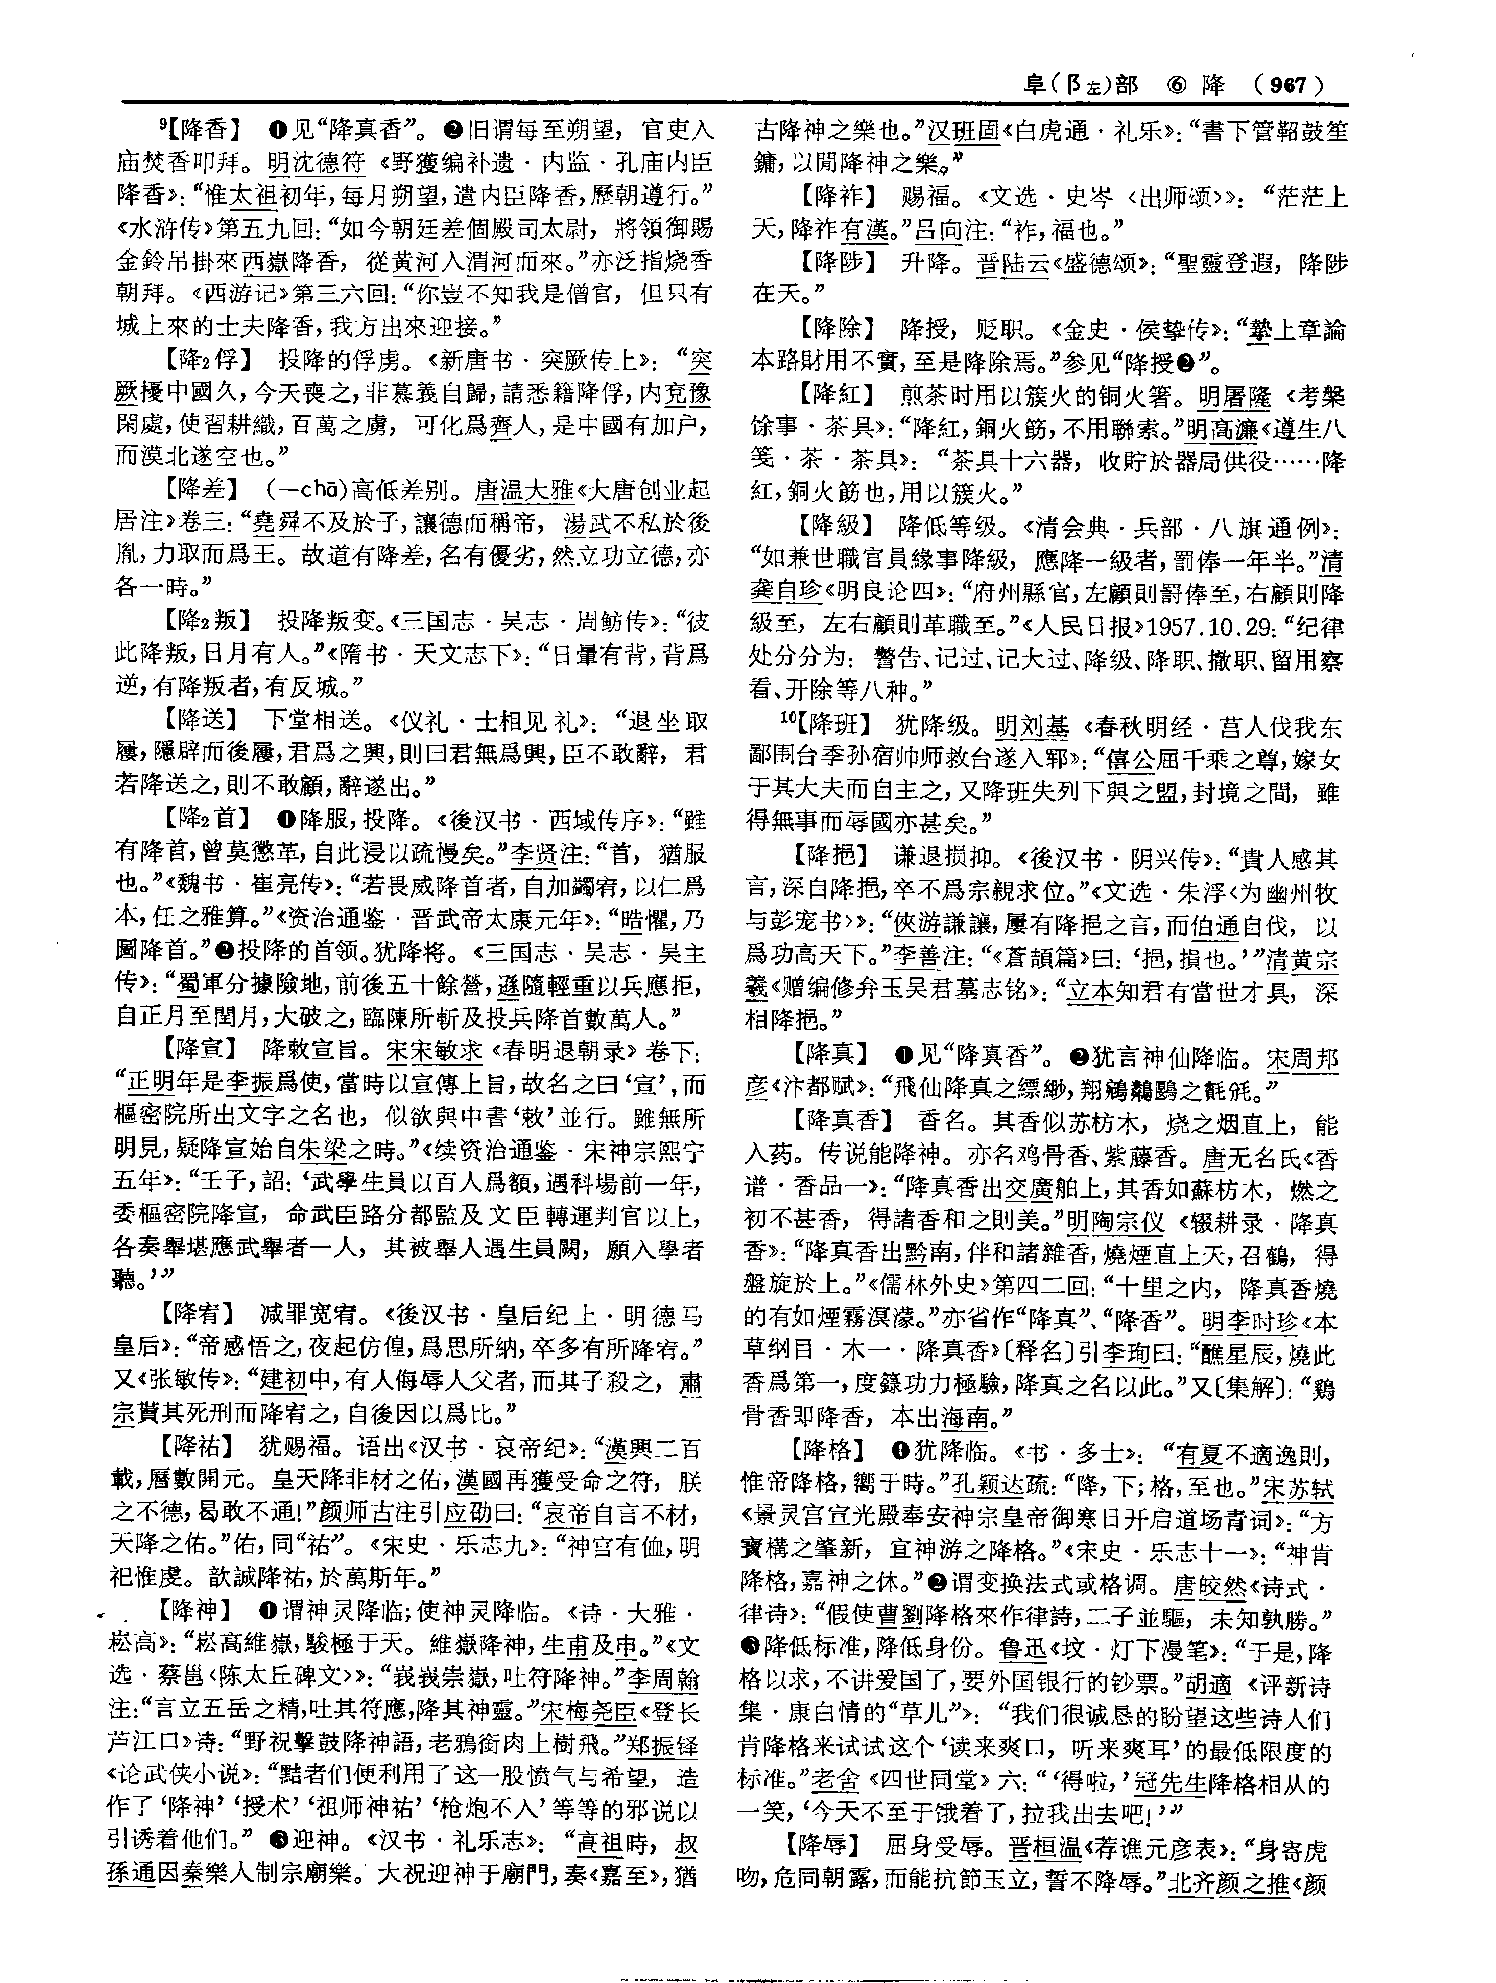 阜(阝左)部 ⑥ 降 (967)
⁹【降香】 ❶见“降真香”。❷旧谓每至朔望，官吏入
庙焚香叩拜。明沈德符《野獲编补遗·内监·孔庙内臣
降香》：“惟太祖初年，每月朔望，遣内臣降香，歷朝遵行。”
《水浒传》第五九回：“如今朝廷差個殿司太尉，將領御賜
金鈴吊掛來西嶽降香，從黄河入渭河而來。”亦泛指烧香
朝拜。《西游记》第三六回：“你豈不知我是僧官，但只有
城上來的士夫降香，我方出來迎接。”
【降₂俘】 投降的俘虏。《新唐书·突厥传上》：“突
厥擾中國久，今天喪之，非慕義自歸，請悉籍降俘，内兗豫
閑處，使習耕織，百萬之虜，可化爲齊人，是中國有加户，
而漠北遂空也。”
【降差】 (—chā)高低差别。唐温大雅《大唐创业起
居注》卷三：“堯舜不及於子，讓德而稱帝，湯武不私於後
胤，力取而爲王。故道有降差，名有優劣，然立功立德，亦
各一時。”
【降₂叛】 投降叛变。《三国志·吴志·周鲂传》：“彼
此降叛，日月有人。”《隋书·天文志下》：“日暈有背，背爲
逆，有降叛者，有反城。”
【降送】 下堂相送。《仪礼·士相见礼》：“退坐取
屨，隱辟而後屨，君爲之興，則曰君無爲興，臣不敢辭，君
若降送之，則不敢顧，辭遂出。”
【降₂首】 ❶降服，投降。《後汉书·西域传序》：“雖
有降首，曾莫懲革，自此浸以疏慢矣。”李贤注：“首，猶服
也。”《魏书·崔亮传》：“若畏威降首者，自加蠲宥，以仁爲
本，任之雅算。”《资治通鉴·晋武帝太康元年》：“晧懼，乃
圖降首。”❷投降的首领。犹降将。《三国志·吴志·吴主
传》：“蜀軍分據險地，前後五十餘營，遜隨輕重以兵應拒，
自正月至閏月，大破之，臨陳所斬及投兵降首數萬人。”
【降宣】 降敕宣旨。宋宋敏求《春明退朝录》卷下：
“正明年是李振爲使，當時以宣傳上旨，故名之曰‘宣’，而
樞密院所出文字之名也，似欲與中書‘敕’並行。雖無所
明見，疑降宣始自朱梁之時。”《续资治通鉴·宋神宗熙宁
五年》：“壬子，詔：‘武學生員以百人爲額，遇科場前一年，
委樞密院降宣，命武臣路分都監及文臣轉運判官以上，
各奏舉堪應武舉者一人，其被舉人遇生員闕，願入學者
聽。’”
【降宥】 减罪宽宥。《後汉书·皇后纪上·明德马
皇后》：“帝感悟之，夜起仿偟，爲思所納，卒多有所降宥。”
又《张敏传》：“建初中，有人侮辱人父者，而其子殺之，肅
宗貰其死刑而降宥之，自後因以爲比。”
【降祐】 犹赐福。语出《汉书·哀帝纪》：“漢興二百
載，曆數開元。皇天降非材之佑，漢國再獲受命之符，朕
之不德，曷敢不通！”颜师古注引应劭曰：“哀帝自言不材，
天降之佑。”佑，同“祐”。《宋史·乐志九》：“神宫有侐，明
祀惟虔。歆誠降祐，於萬斯年。”
【降神】 ❶谓神灵降临；使神灵降临。《诗·大雅·
崧高》：“崧高維嶽，駿極于天。維嶽降神，生甫及申。”《文
选·蔡邕〈陈太丘碑文〉》：“峩峩崇嶽，吐符降神。”李周翰
注：“言立五岳之精，吐其符應，降其神靈。”宋梅尧臣《登长
芦江口》诗：“野祝擊鼓降神語，老鴉銜肉上樹飛。”郑振铎
《论武侠小说》：“黠者们便利用了这一股愤气与希望，造
作了‘降神’‘授术’‘祖师神祐’‘枪炮不入’等等的邪说以
引诱着他们。”❸迎神。《汉书·礼乐志》：“高祖時，叔
孫通因秦樂人制宗廟樂。大祝迎神于廟門，奏《嘉至》，猶
古降神之樂也。”汉班固《白虎通·礼乐》：“書下管鞀鼓笙
鏞，以閒降神之樂。”
【降祚】 赐福。《文选·史岑〈出师颂〉》：“茫茫上
天，降祚有漢。”吕向注：“祚，福也。”
【降陟】 升降。晋陆云《盛德颂》：“聖靈登遐，降陟
在天。”
【降除】 降授，贬职。《金史·侯挚传》：“摯上章論
本路財用不實，至是降除焉。”参见“降授❷”。
【降紅】 煎茶时用以簇火的铜火箸。明屠隆《考槃
馀事·茶具》：“降紅，銅火筯，不用聯索。”明高濂《遵生八
笺·茶·茶具》：“茶具十六器，收貯於器局供役……降
紅，銅火筯也，用以簇火。”
【降級】 降低等级。《清会典·兵部·八旗通例》：
“如兼世職官員緣事降級，應降一級者，罰俸一年半。”清
龚自珍《明良论四》：“府州縣官，左顧則罰俸至，右顧則降
級至，左右顧則革職至。”《人民日报》1957.10.29：“纪律
处分分为：警告、记过、记大过、降级、降职、撤职、留用察
看、开除等八种。”
¹⁰【降班】 犹降级。明刘基《春秋明经·莒人伐我东
鄙围台季孙宿帅师救台遂入郓》：“僖公屈千乘之尊，嫁女
于其大夫而自主之，又降班失列下與之盟，封境之間，雖
得無事而辱國亦甚矣。”
【降挹】 谦退损抑。《後汉书·阴兴传》：“貴人感其
言，深自降挹，卒不爲宗親求位。”《文选·朱浮〈为幽州牧
与彭宠书〉》：“俠游謙讓，屢有降挹之言，而伯通自伐，以
爲功高天下。”李善注：“《蒼頡篇》曰：‘挹，損也。’”清黄宗
羲《赠编修弁玉吴君墓志铭》：“立本知君有當世才具，深
相降挹。”
【降真】 ❶见“降真香”。❷犹言神仙降临。宋周邦
彦《汴都赋》：“飛仙降真之縹緲，翔鵷鶄鸀之毰毸。”
【降真香】 香名。其香似苏枋木，烧之烟直上，能
入药。传说能降神。亦名鸡骨香、紫藤香。唐无名氏《香
谱·香品一》：“降真香出交廣舶上，其香如蘇枋木，燃之
初不甚香，得諸香和之則美。”明陶宗仪《辍耕录·降真
香》：“降真香出黔南，伴和諸雜香，燒煙直上天，召鶴，得
盤旋於上。”《儒林外史》第四二回：“十里之内，降真香燒
的有如煙霧溟濛。”亦省作“降真”、“降香”。明李时珍《本
草纲目·木一·降真香》〔释名〕引李珣曰：“醮星辰，燒此
香爲第一，度籙功力極驗，降真之名以此。”又〔集解〕：“鷄
骨香即降香，本出海南。”
【降格】 ❶犹降临。《书·多士》：“有夏不適逸則，
惟帝降格，嚮于時。”孔颖达疏：“降，下；格，至也。”宋苏轼
《景灵宫宣光殿奉安神宗皇帝御寒日开启道场青词》：“方
寶構之肇新，宜神游之降格。”《宋史·乐志十一》：“神肯
降格，嘉神之休。”❷谓变换法式或格调。唐皎然《诗式·
律诗》：“假使曹劉降格來作律詩，二子並驅，未知孰勝。”
❸降低标准，降低身份。鲁迅《坟·灯下漫笔》：“于是，降
格以求，不讲爱国了，要外国银行的钞票。”胡適《评新诗
集·康白情的“草儿”》：“我们很诚恳的盼望这些诗人们
肯降格来试试这个‘读来爽口，听来爽耳’的最低限度的
标准。”老舍《四世同堂》六：“‘得啦，’冠先生降格相从的
一笑，‘今天不至于饿着了，拉我出去吧！’”
【降辱】 屈身受辱。晋桓温《荐谯元彦表》：“身寄虎
吻，危同朝露，而能抗節玉立，誓不降辱。”北齐颜之推《颜